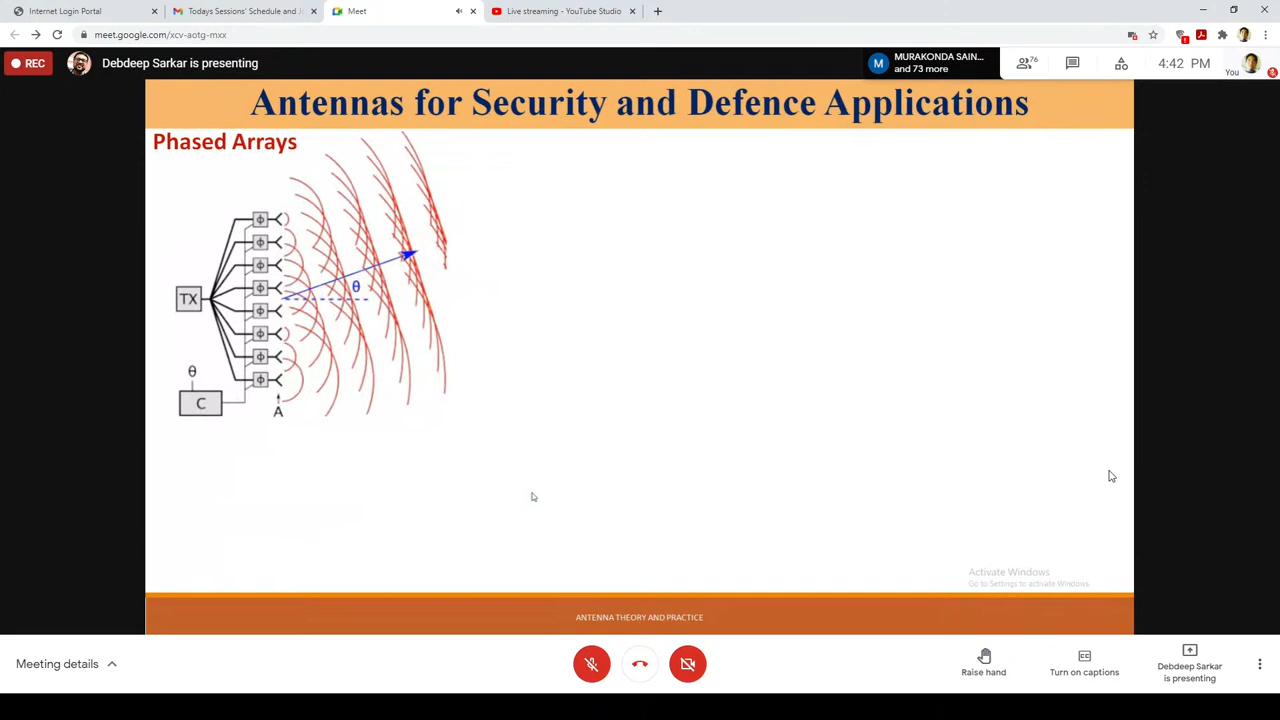 Internet Login Portal
Todays Sessions' Schedule and Jo
Meet
Live streaming - YouTube Studio
meet.google.com/xcv-aotg-mxx
REC
Debdeep Sarkar is presenting
M
MURAKONDA SAIN...
and 73 more
76
4:42 PM
You
Antennas for Security and Defence Applications
Phased Arrays
ϕ
ϕ
ϕ
ϕ
ϕ
ϕ
ϕ
ϕ
TX
θ
θ
C
A
Activate Windows
Go to Settings to activate Windows.
ANTENNA THEORY AND PRACTICE
Meeting details
Raise hand
CC
Turn on captions
Debdeep Sarkar
is presenting